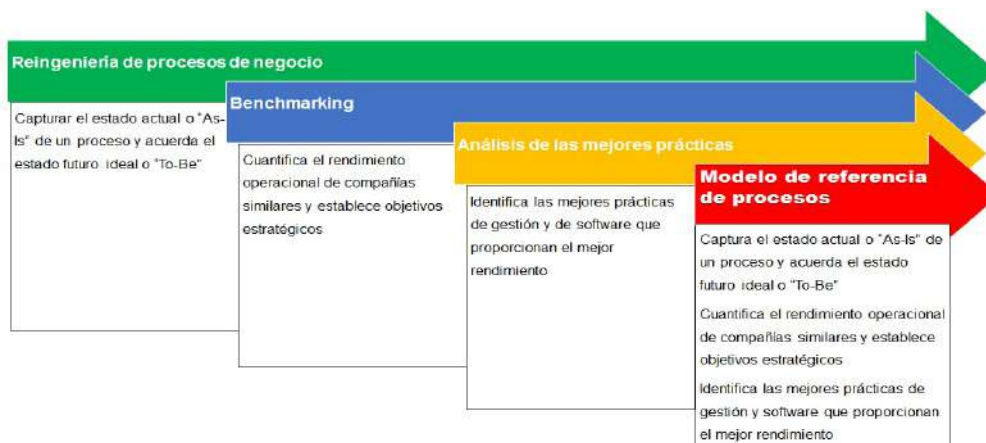 Reingeniería de procesos de negocio
Capturar el estado actual o "As-
Is" de un proceso y acuerda el
estado futuro ideal o "To-Be"
Benchmarking
Cuantifica el rendimiento
operacional de compañías
similares y establece objetivos
estratégicos
Análisis de las mejores prácticas
Identifica las mejores prácticas
de gestión y de software que
proporcionan el mejor
rendimiento
Modelo de referencia
de procesos
Captura el estado actual o "As-Is" de
un proceso y acuerda el estado
futuro ideal o "To-Be"
Cuantifica el rendimiento operacional
de compañías similares y establece
objetivos estratégicos
Identifica las mejores prácticas de
gestión y software que proporcionan
el mejor rendimiento